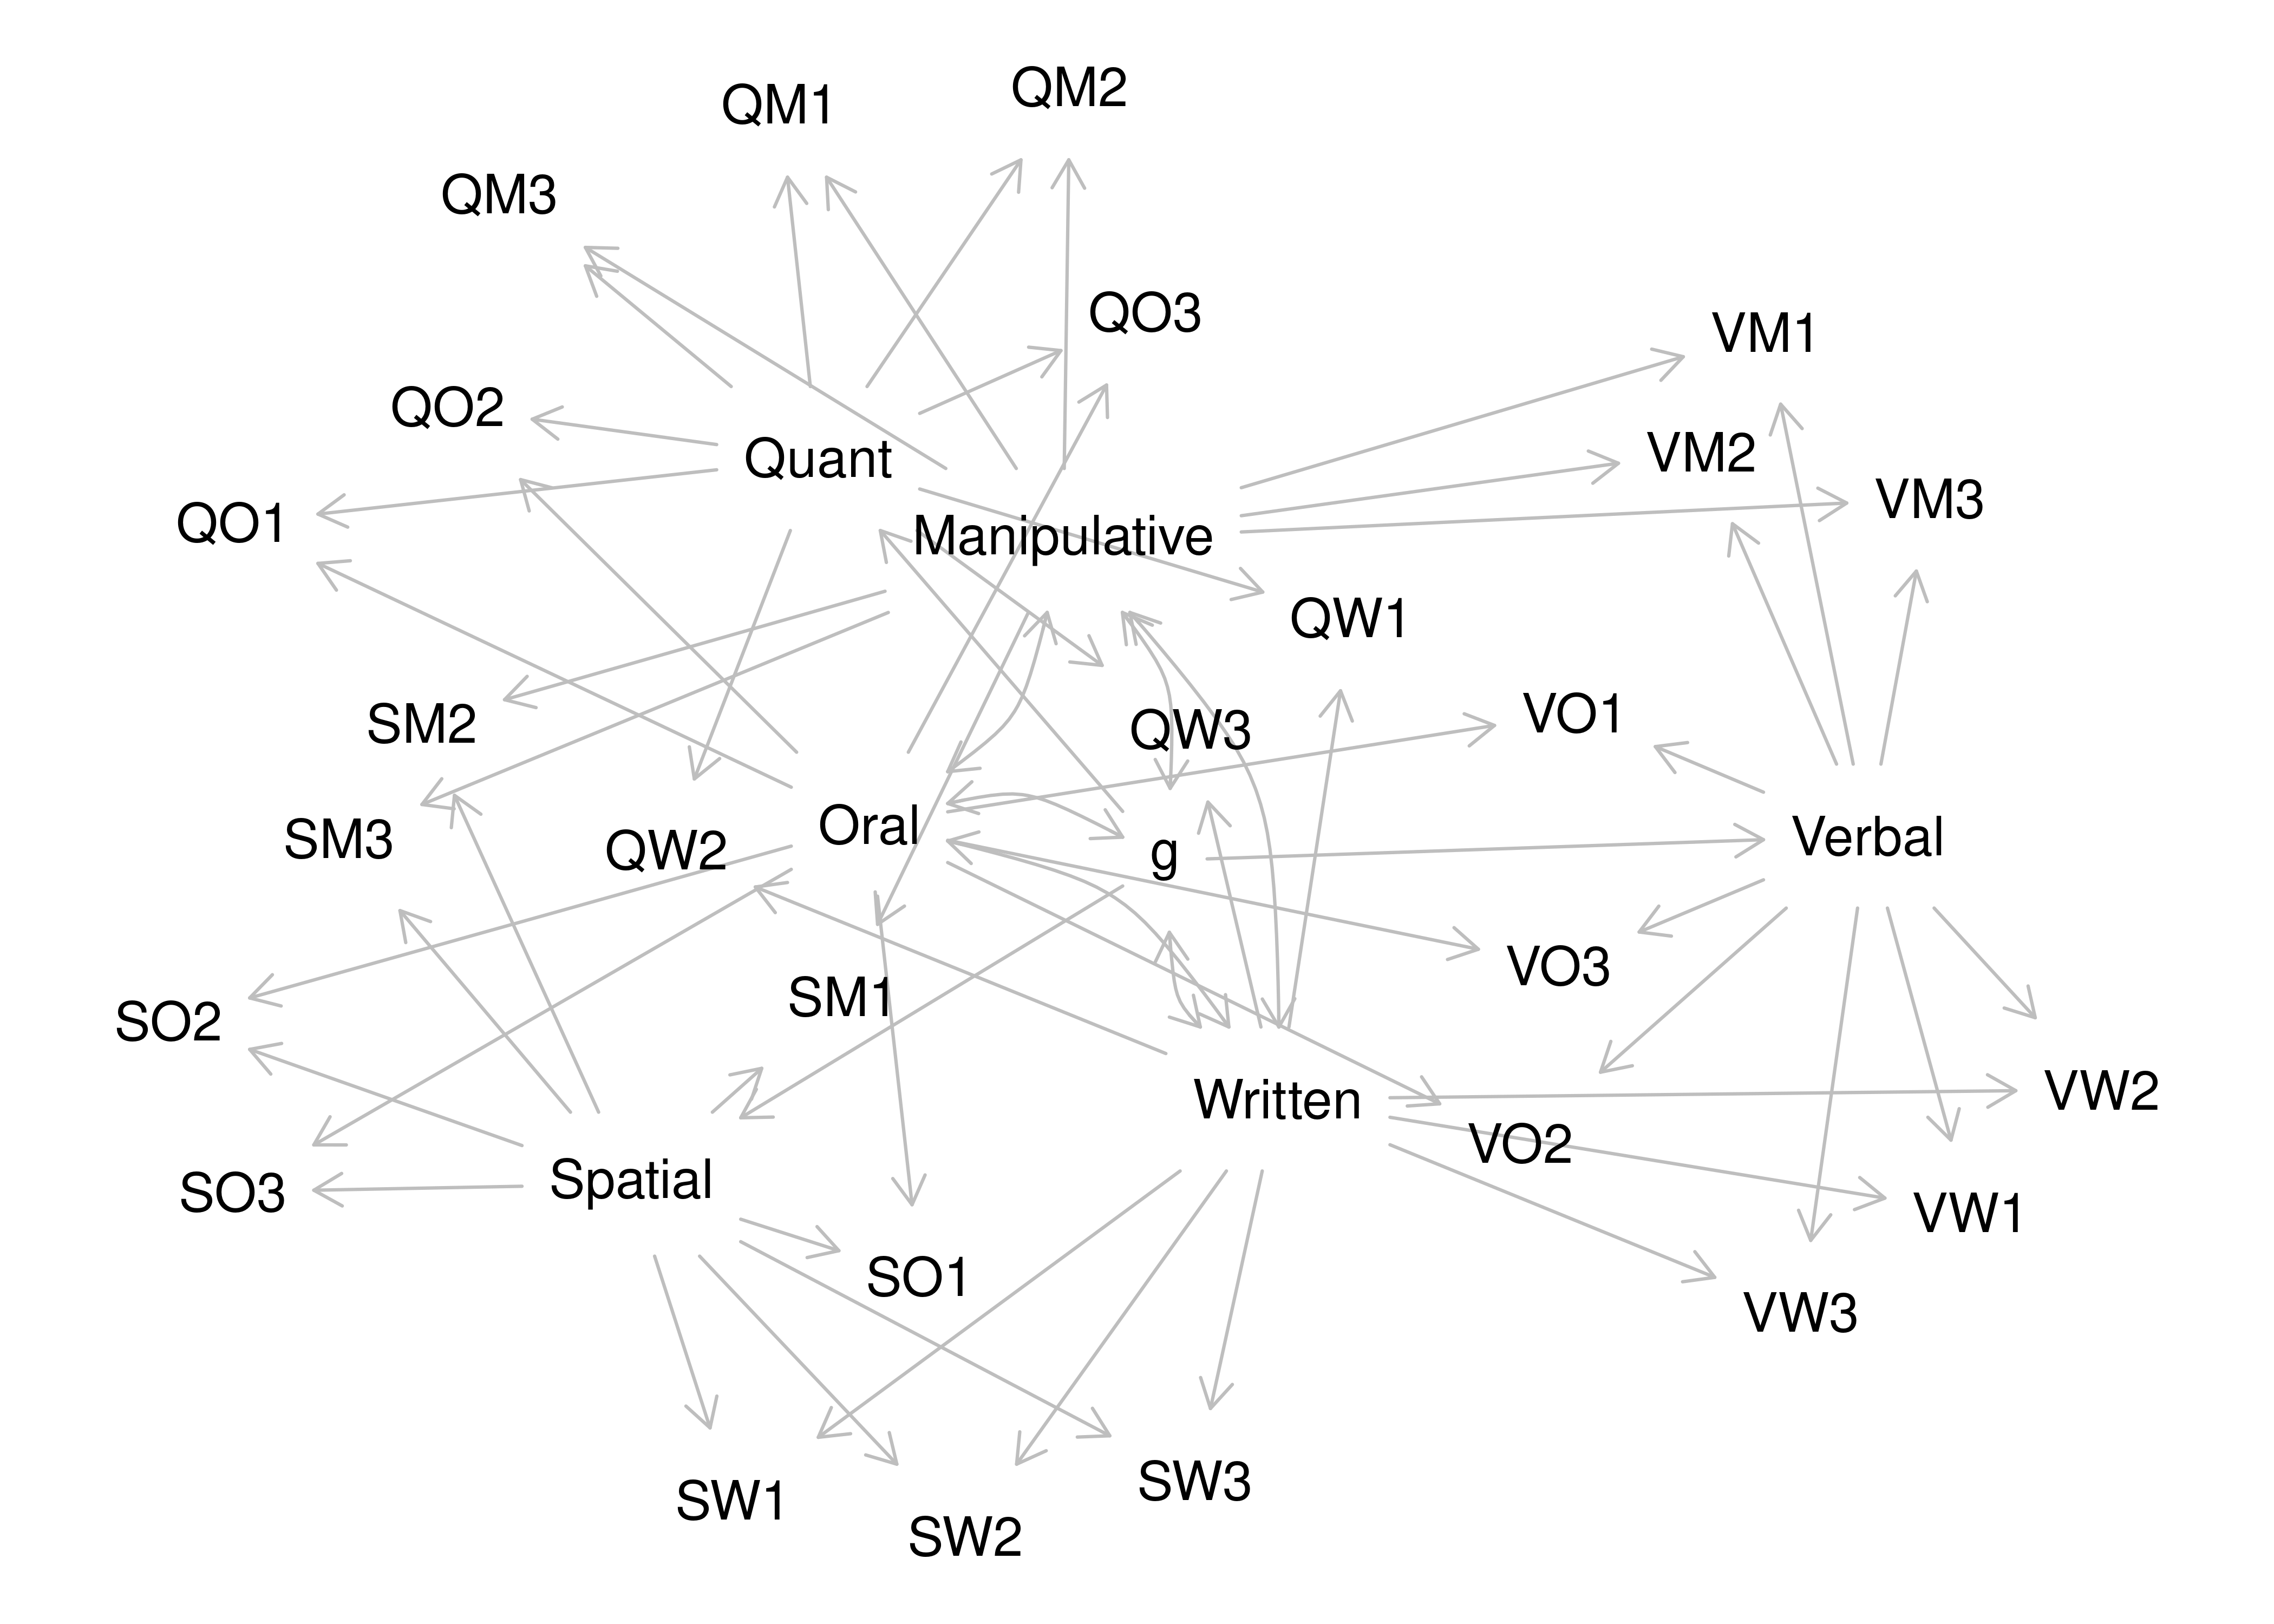 QM2
QM1
QM3
QO3
VM1
QO2
VM2
Quant
VM3
QO1
Manipulative
QW1
VO1
SM2
QW3
Oral
Verbal
SM3
QW2
g
VO3
SM1
SO2
VW2
Written
VO2
Spatial
SO3
VW1
SO1
VW3
SW3
SW1
SW2